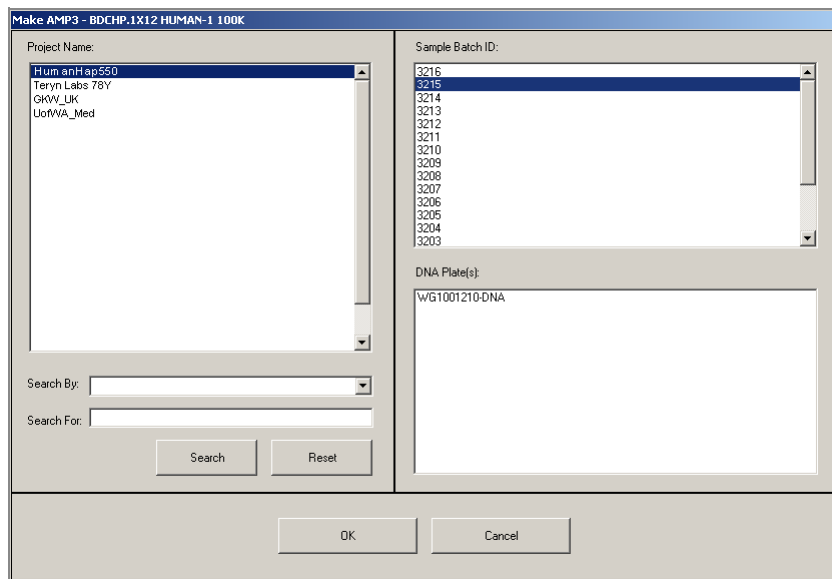 Make AMP3 - BDCHP.1X12 HUMAN-1 100K
Project Name:
HumanHap550
Teryn Labs 78Y
GKW_UK
UofWA_Med
Search By:
Search For:
Search
Reset
Sample Batch ID:
3216
3215
3214
3213
3212
3211
3210
3209
3208
3207
3206
3205
3204
3203
DNA Plate(s):
WG1001210-DNA
OK
Cancel